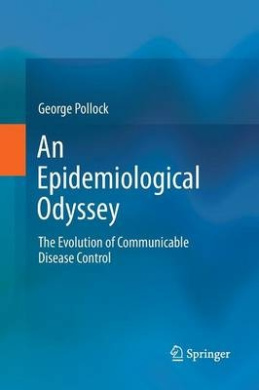 George Pollock
An
Epidemiological
Odyssey
The Evolution of Communicable
Disease Control
Springer